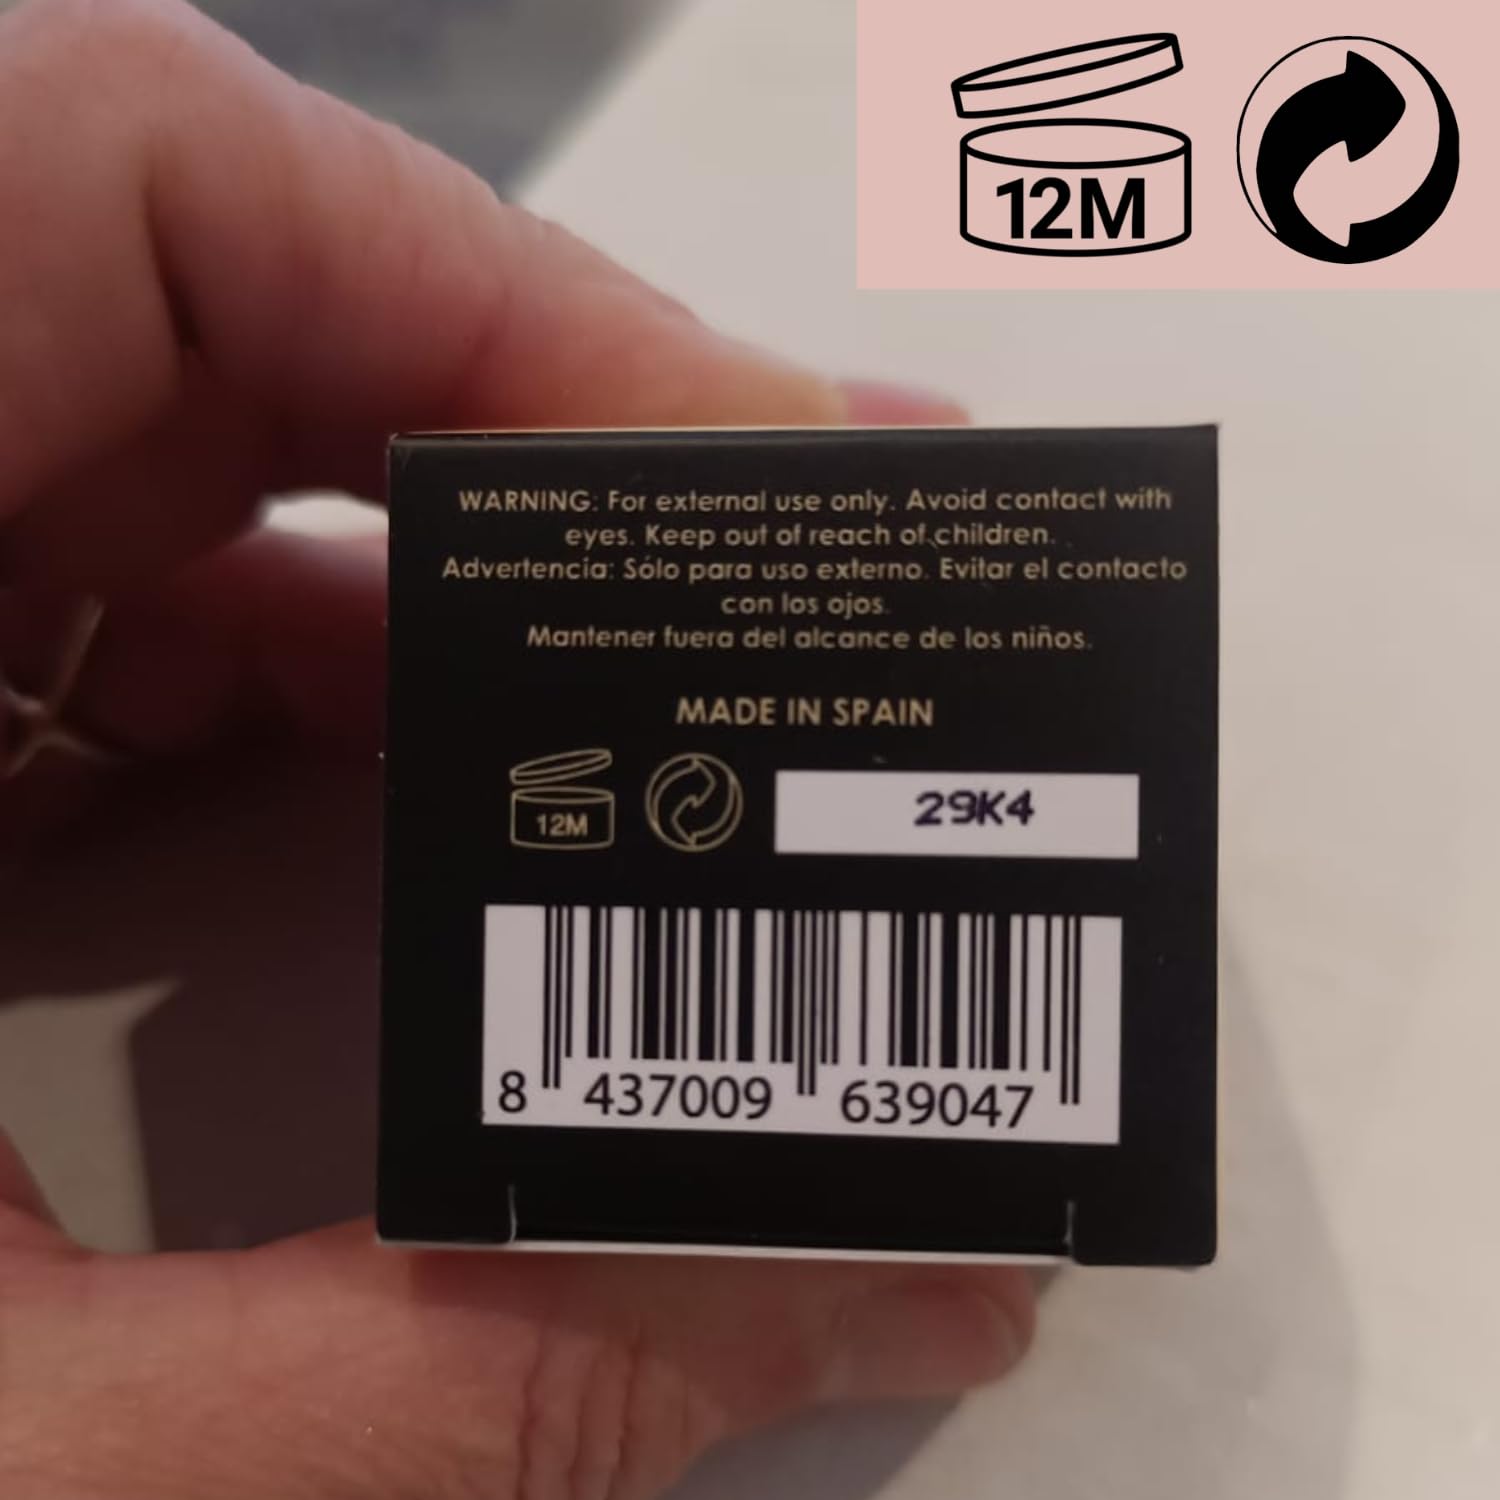 12M
WARNING: For external use only. Avoid contact with
eyes. Keep out of reach of children.
Advertencia: Sólo para uso externo. Evitar el contacto
con los ojos.
Mantener fuera del alcance de los niños.
MADE IN SPAIN
12M
29K4
8 437009 639047